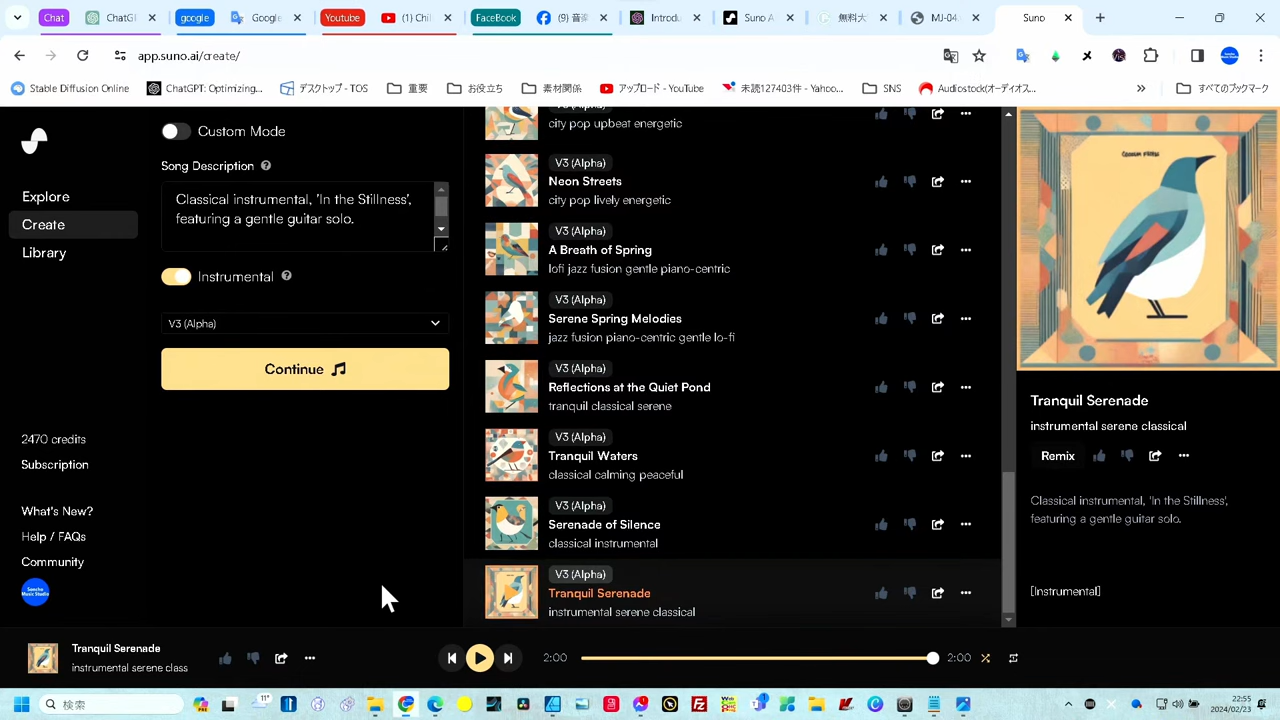 Chat
ChatG
google
Google
Youtube
(1) Chil
FaceBook
(9) 音楽
Introdu
Suno A
無料大
MJ-04
Suno
app.suno.ai/create/
Stable Diffusion Online
ChatGPT: Optimizing...
デスクトップ - TOS
重要
お役立ち
素材関係
アップロード - YouTube
未読127403件 - Yahoo...
SNS
Audiostock(オーディオス...
»
すべてのブックマーク
Custom Mode
Song Description
Classical instrumental, 'In the Stillness',
featuring a gentle guitar solo.
Instrumental
V3 (Alpha)
Continue
Explore
Create
Library
2470 credits
Subscription
What's New?
Help / FAQs
Community
Sancho
Music Studio
city pop upbeat energetic
V3 (Alpha)
Neon Streets
city pop lively energetic
V3 (Alpha)
A Breath of Spring
lofi jazz fusion gentle piano-centric
V3 (Alpha)
Serene Spring Melodies
jazz fusion piano-centric gentle lo-fi
V3 (Alpha)
Reflections at the Quiet Pond
tranquil classical serene
V3 (Alpha)
Tranquil Waters
classical calming peaceful
V3 (Alpha)
Serenade of Silence
classical instrumental
V3 (Alpha)
Tranquil Serenade
instrumental serene classical
Tranquil Serenade
instrumental serene classical
Remix
Classical instrumental, 'In the Stillness',
featuring a gentle guitar solo.
[Instrumental]
Tranquil Serenade
instrumental serene class
2:00
2:00
検索
11°
22:55
2024/02/23